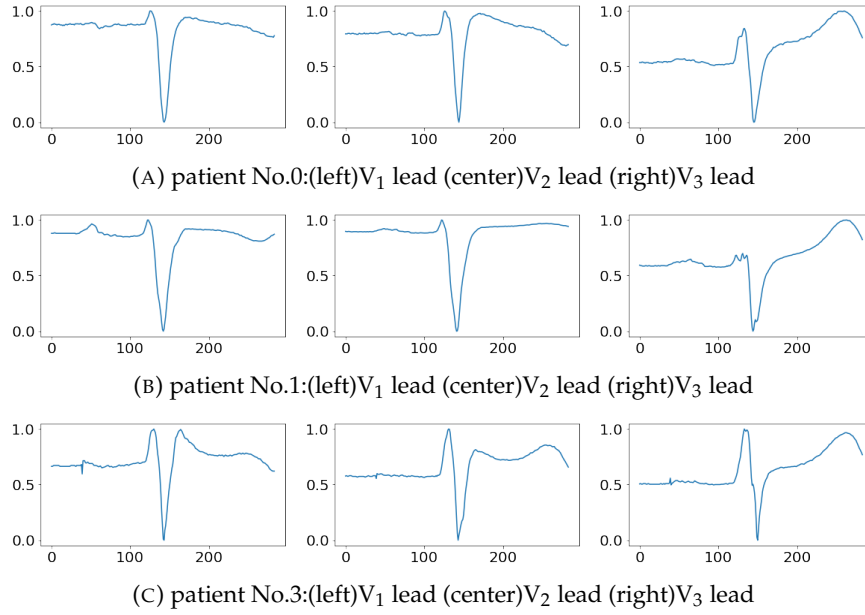 1.0 1.0 1.0
0.5 0.5 0.5
0.0 0.0 0.0
0 100 200 0 100 200 0 100 200
(A) patient No.0:(left)V₁ lead (center)V₂ lead (right)V₃ lead
1.0 1.0 1.0
0.5 0.5 0.5
0.0 0.0 0.0
0 100 200 0 100 200 0 100 200
(B) patient No.1:(left)V₁ lead (center)V₂ lead (right)V₃ lead
1.0 1.0 1.0
0.5 0.5 0.5
0.0 0.0 0.0
0 100 200 0 100 200 0 100 200
(C) patient No.3:(left)V₁ lead (center)V₂ lead (right)V₃ lead